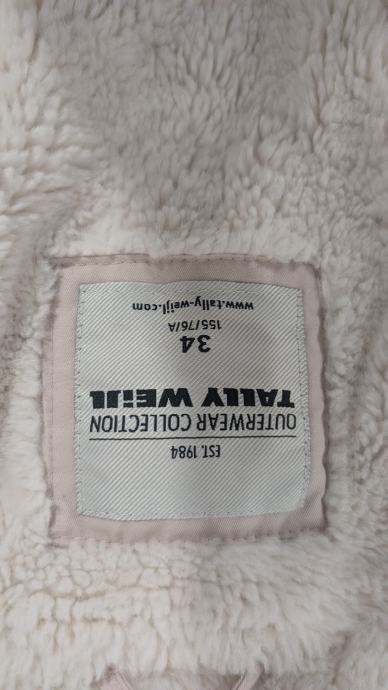 EST. 1984
OUTERWEAR COLLECTION
TALLY WEiJL
34
155/76/A
www.tally-weijl.com